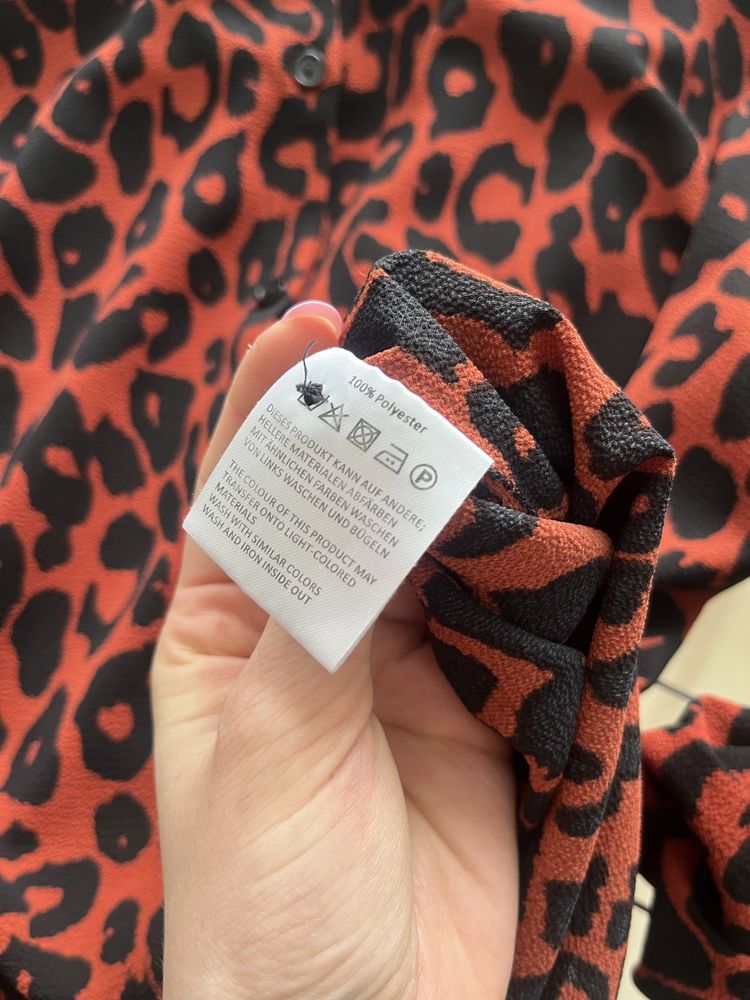 100% Polyester
P
DIESES PRODUKT KANN AUF ANDERE;
HELLERE MATERIALEN ABFÄRBEN
MIT ÄHNLICHEN FARBEN WASCHEN
VON LINKS WASCHEN UND BÜGELN
THE COLOUR OF THIS PRODUCT MAY
TRANSFER ONTO LIGHT-COLORED
MATERIALS
WASH WITH SIMILAR COLORS
WASH AND IRON INSIDE OUT